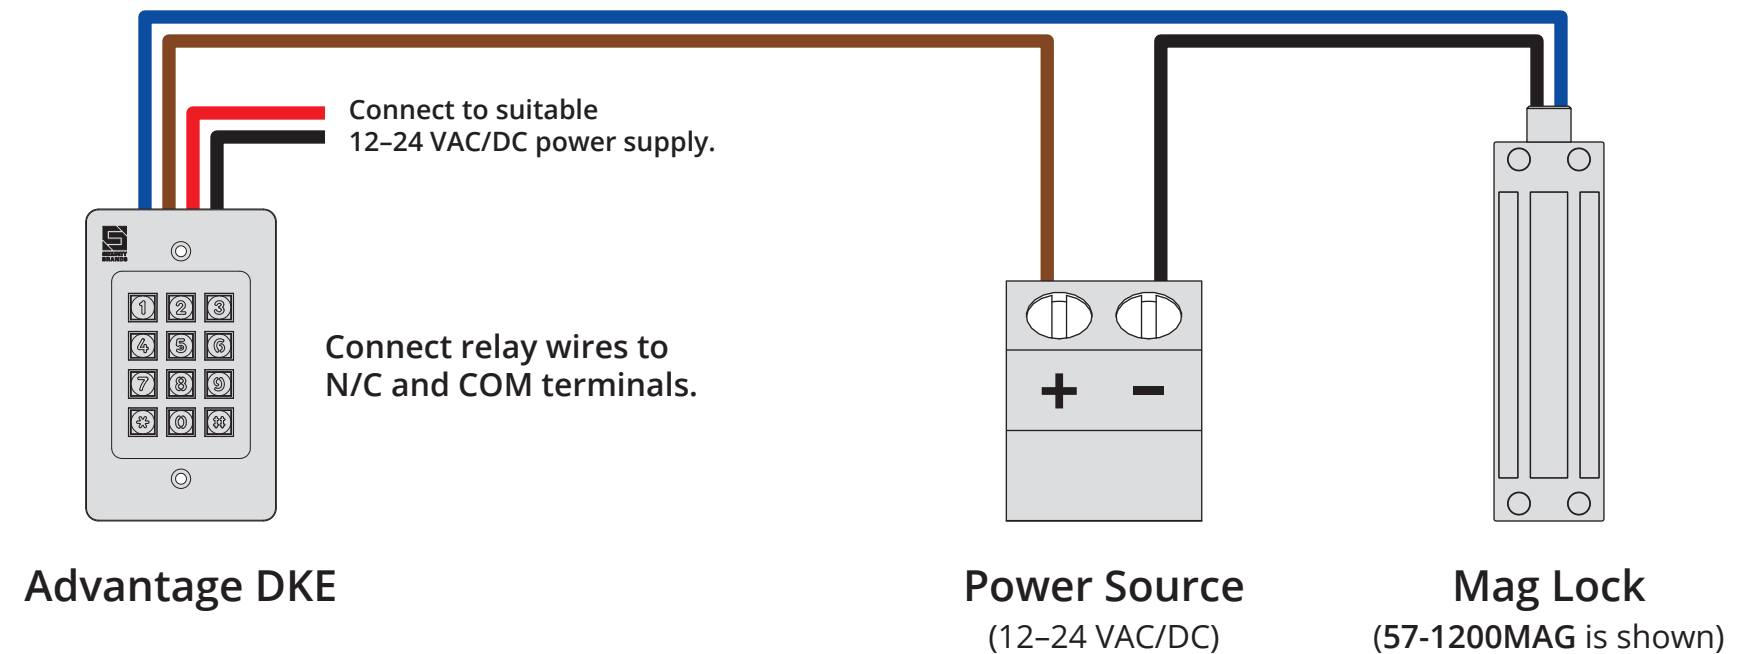 Connect to suitable
12–24 VAC/DC power supply.
SECURITY
BRANDS
1 2 3
4 5 6
7 8 9
* 0 #
Connect relay wires to
N/C and COM terminals.
+ −
Advantage DKE
Power Source
(12–24 VAC/DC)
Mag Lock
(57-1200MAG is shown)